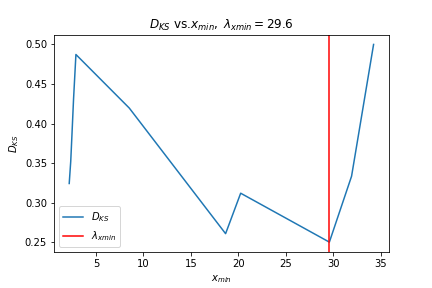 D_KS vs.x_min, λ_xmin = 29.6
0.50
0.45
0.40
0.35
0.30
0.25
D_KS
D_KS
λ_xmin
5 10 15 20 25 30 35
x_min